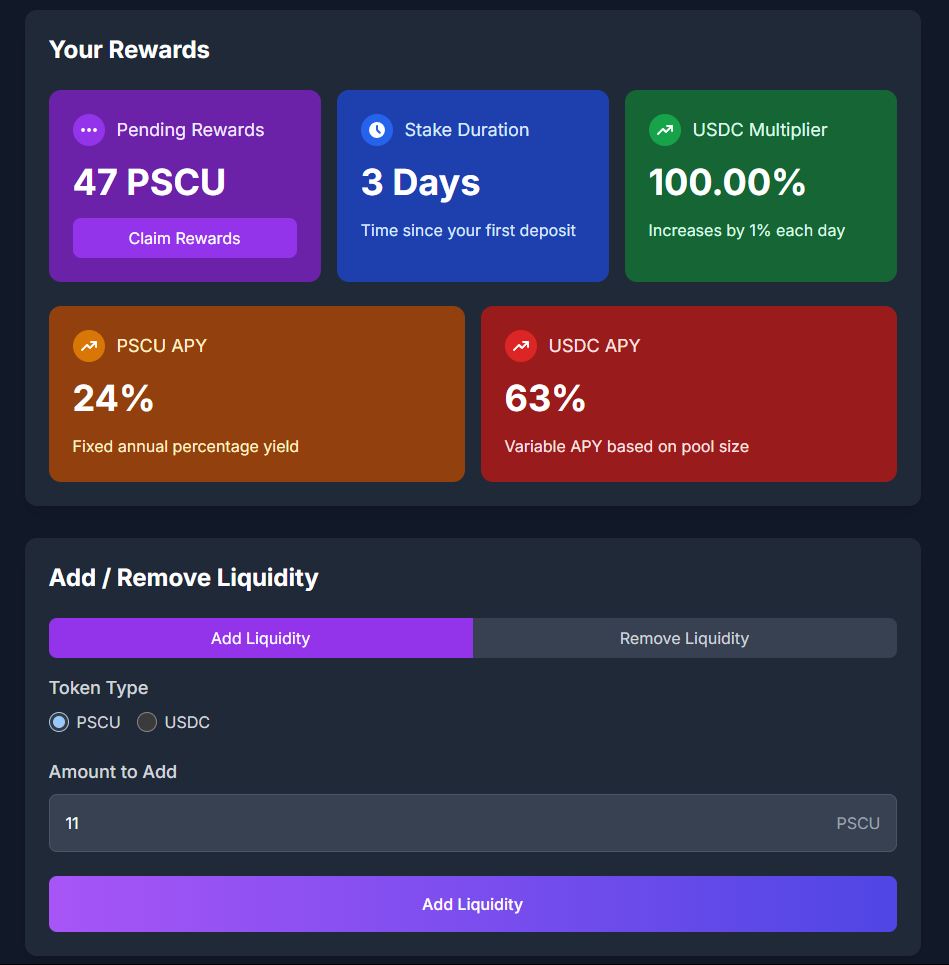 Your Rewards
Pending Rewards
47 PSCU
Claim Rewards
Stake Duration
3 Days
Time since your first deposit
USDC Multiplier
100.00%
Increases by 1% each day
PSCU APY
24%
Fixed annual percentage yield
USDC APY
63%
Variable APY based on pool size
Add / Remove Liquidity
Add Liquidity
Remove Liquidity
Token Type
PSCU
USDC
Amount to Add
11
PSCU
Add Liquidity